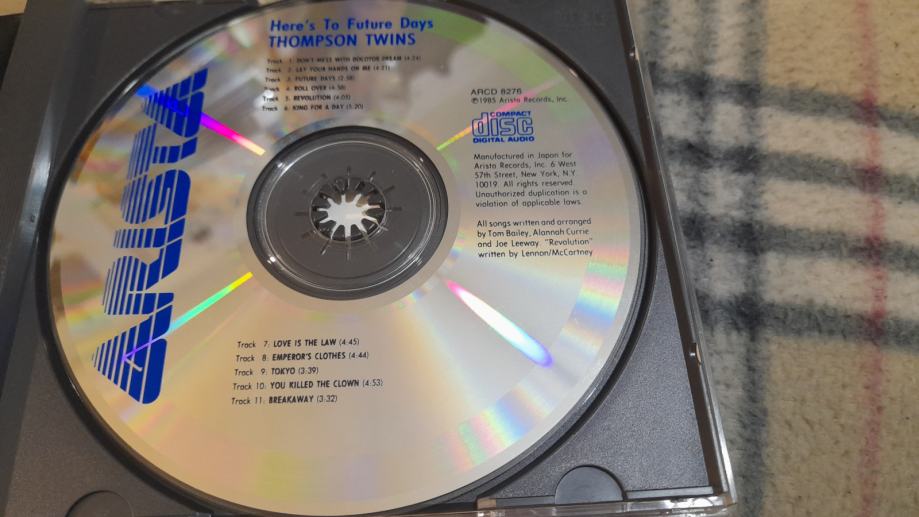 Here's To Future Days
THOMPSON TWINS
Track 1: DON'T MESS WITH DOCTOR DREAM (4:24)
Track 2: LAY YOUR HANDS ON ME (4:21)
Track 3: FUTURE DAYS (2:58)
Track 4: ROLL OVER (4:58)
Track 5: REVOLUTION (4:05)
Track 6: KING FOR A DAY (5:20)
ARISTA
ARCD 8276
℗1985 Arista Records, Inc.
COMPACT
disc
DIGITAL AUDIO
Manufactured in Japan for
Arista Records, Inc. 6 West
57th Street, New York, N.Y.
10019. All rights reserved.
Unauthorized duplication is a
violation of applicable laws.
All songs written and arranged
by Tom Bailey, Alannah Currie
and Joe Leeway. "Revolution"
written by Lennon/McCartney
Track 7: LOVE IS THE LAW (4:45)
Track 8: EMPEROR'S CLOTHES (4:44)
Track 9: TOKYO (3:39)
Track 10: YOU KILLED THE CLOWN (4:53)
Track 11: BREAKAWAY (3:32)